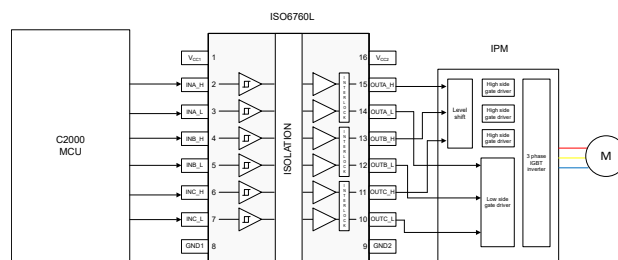 ISO6760L
C2000
MCU
VCC1
INA_H
INA_L
INB_H
INB_L
INC_H
INC_L
GND1
1
2
3
4
5
6
7
8
ISOLATION
INTERLOCK
INTERLOCK
INTERLOCK
16
15
14
13
12
11
10
9
VCC2
OUTA_H
OUTA_L
OUTB_H
OUTB_L
OUTC_H
OUTC_L
GND2
IPM
Level
shift
High side
gate driver
High side
gate driver
High side
gate driver
Low side
gate driver
3 phase
IGBT
inverter
M